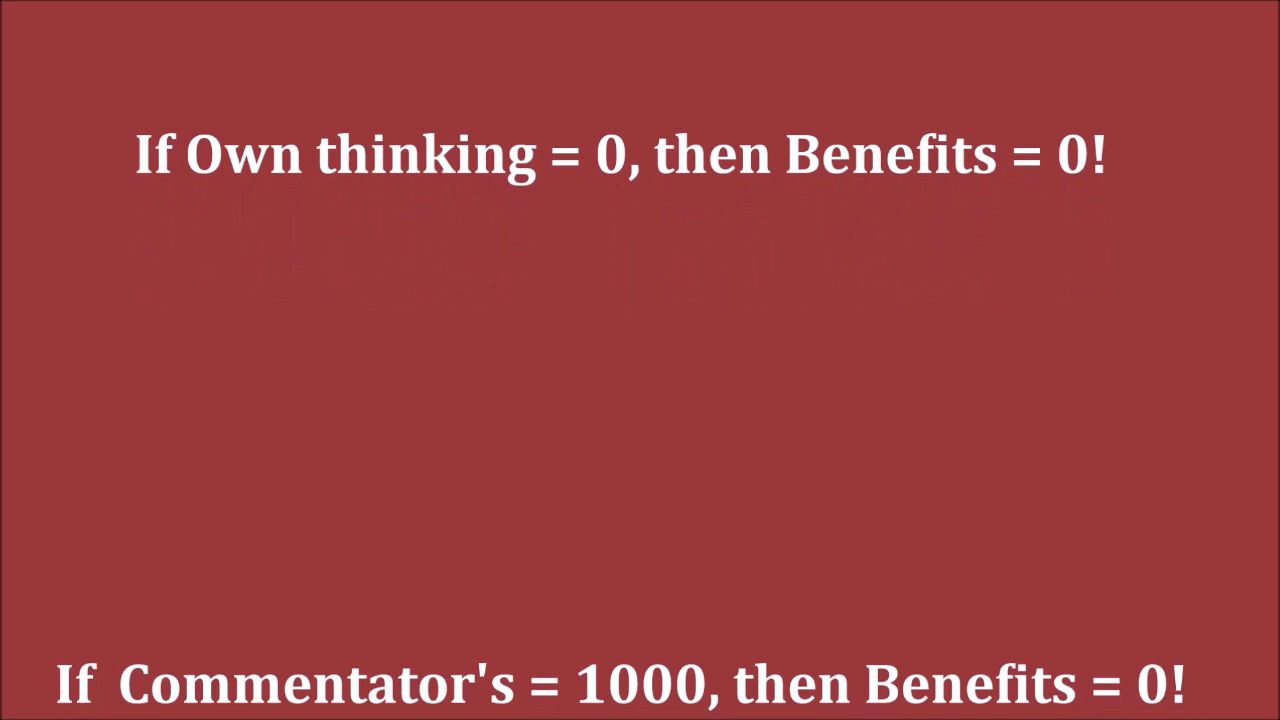 If Own thinking = 0, then Benefits = 0!
If  Commentator's = 1000, then Benefits = 0!